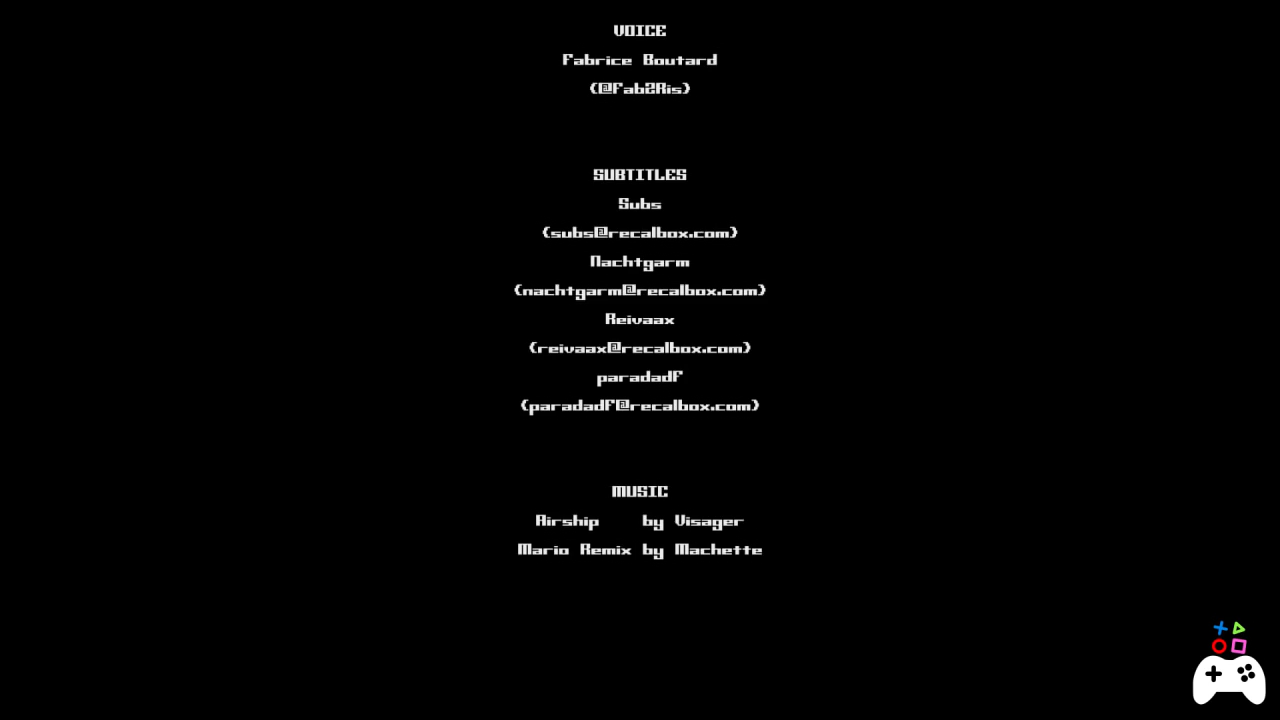 VOICE
Fabrice Boutard
(@Fab2Ris)
SUBTITLES
Subs
(subs@recalbox.com)
Nachtgarm
(nachtgarm@recalbox.com)
Reivaax
(reivaax@recalbox.com)
paradadf
(paradadf@recalbox.com)
MUSIC
Airship by Visager
Mario Remix by Machette